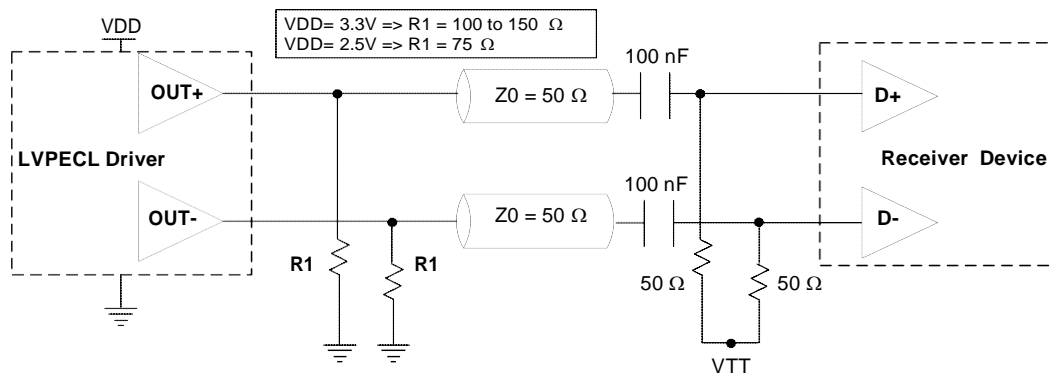 VDD
VDD= 3.3V => R1 = 100 to 150 Ω
VDD= 2.5V => R1 = 75 Ω
100 nF
OUT+
Z0 = 50 Ω
D+
LVPECL Driver
Receiver Device
100 nF
OUT-
Z0 = 50 Ω
D-
R1
R1
50 Ω
50 Ω
VTT